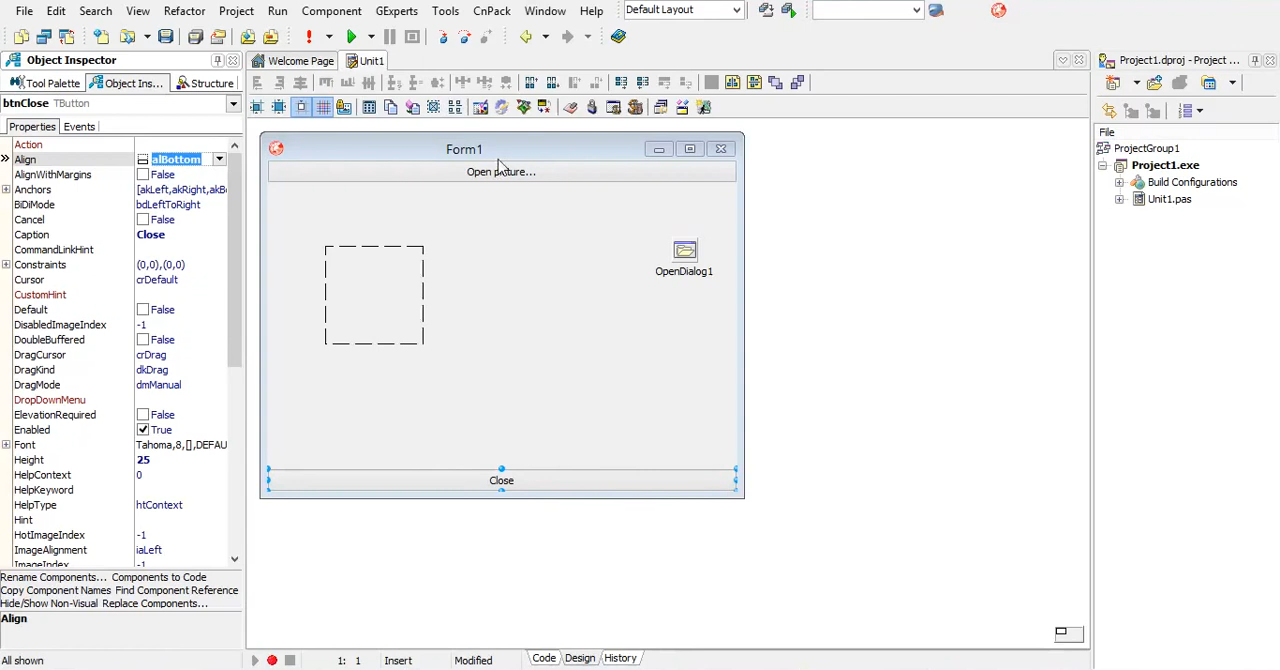 File Edit Search View Refactor Project Run Component GExperts Tools CnPack Window Help Default Layout
Object Inspector Welcome Page Unit1 Project1.dproj - Project ...
Tool Palette Object Ins... Structure
btnClose TButton
Properties Events
Action
Align alBottom
AlignWithMargins False
Anchors [akLeft,akRight,akB
BiDiMode bdLeftToRight
Cancel False
Caption Close
CommandLinkHint
Constraints (0,0),(0,0)
Cursor crDefault
CustomHint
Default False
DisabledImageIndex -1
DoubleBuffered False
DragCursor crDrag
DragKind dkDrag
DragMode dmManual
DropDownMenu
ElevationRequired False
Enabled True
Font Tahoma,8,[],DEFAU
Height 25
HelpContext 0
HelpKeyword
HelpType htContext
Hint
HotImageIndex -1
ImageAlignment iaLeft
ImageIndex -1
Rename Components... Components to Code
Copy Component Names Find Component Reference
Hide/Show Non-Visual Replace Components...
Align
All shown
Form1
Open picture...
OpenDialog1
Close
1: 1 Insert Modified Code Design History
File
ProjectGroup1
Project1.exe
Build Configurations
Unit1.pas